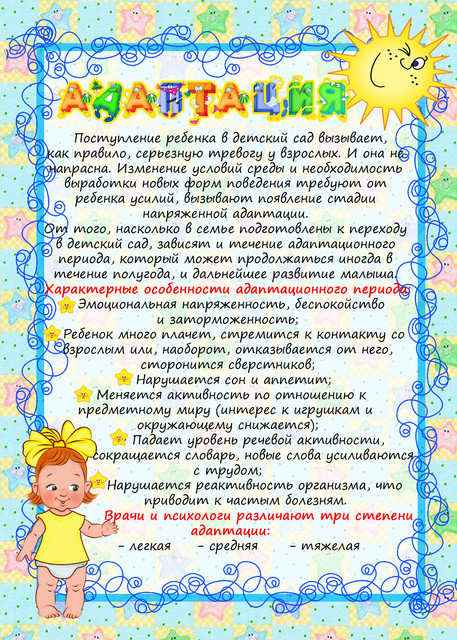 АДАПТАЦИЯ
Поступление ребенка в детский сад вызывает,
как правило, серьезную тревогу у взрослых. И она не
напрасна. Изменение условий среды и необходимость
выработки новых форм поведения требуют от
ребенка усилий, вызывают появление стадии
напряженной адаптации.
От того, насколько в семье подготовлены к переходу
в детский сад, зависят и течение адаптационного
периода, который может продолжаться иногда в
течение полугода, и дальнейшее развитие малыша.
Характерные особенности адаптационного периода:
Эмоциональная напряженность, беспокойство
и заторможенность;
Ребенок много плачет, стремится к контакту со
взрослым или, наоборот, отказывается от него,
сторонится сверстников;
Нарушается сон и аппетит;
Меняется активность по отношению к
предметному миру (интерес к игрушкам и
окружающему снижается);
Падает уровень речевой активности,
сокращается словарь, новые слова усиливаются
с трудом;
Нарушается реактивность организма, что
приводит к частым болезням.
Врачи и психологи различают три степени
адаптации:
- легкая - средняя - тяжелая